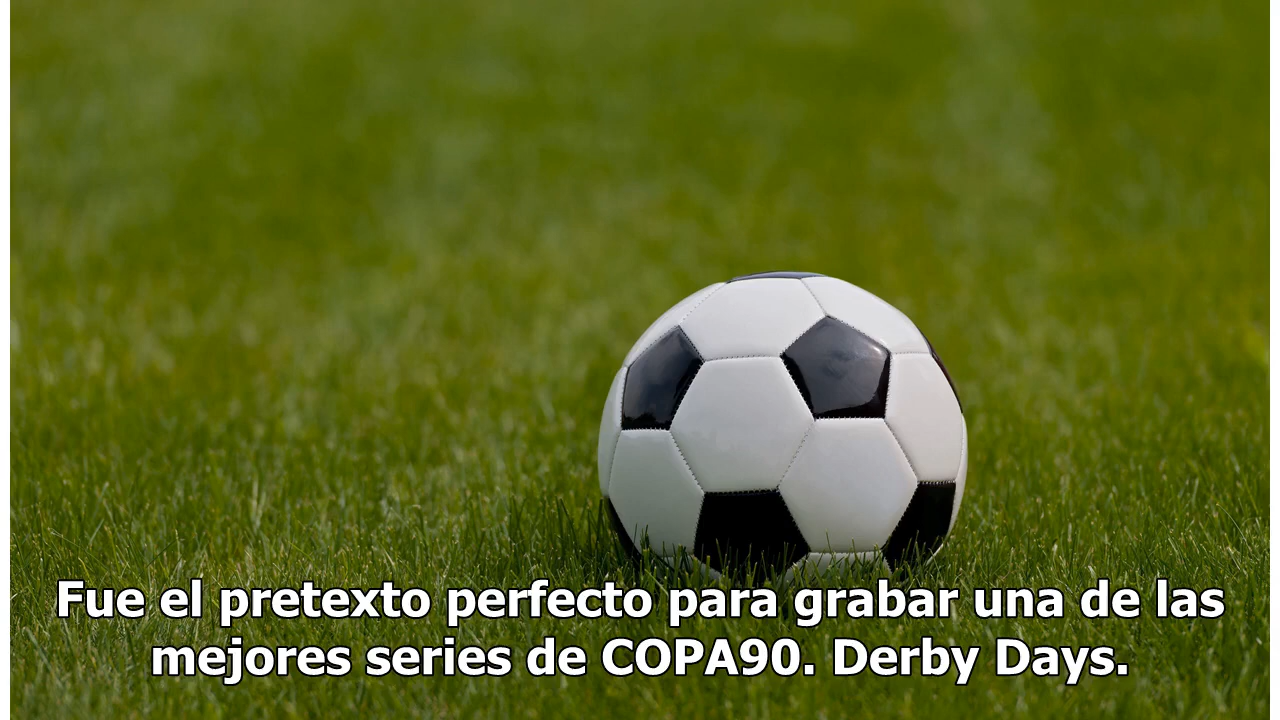 Fue el pretexto perfecto para grabar una de las
mejores series de COPA90. Derby Days.